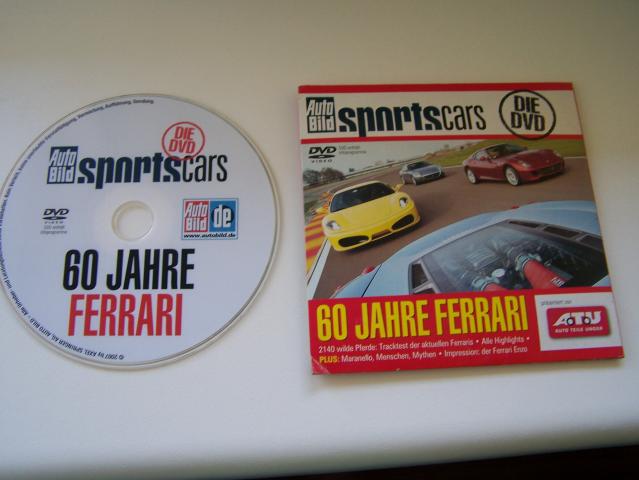 Auto Bild sportscars
DIE DVD
DVD VIDEO
Auto Bild .de
www.autobild.de
60 JAHRE
FERRARI
© 2007 by AXEL SPRINGER AG, AUTO BILD
Auto Bild sportscars
DIE DVD
DVD VIDEO
60 JAHRE FERRARI
präsentiert von
A.T.U
AUTO TEILE UNGER
2140 wilde Pferde: Tracktest der aktuellen Ferraris • Alle Highlights •
PLUS: Maranello, Menschen, Mythen • Impression: der Ferrari Enzo